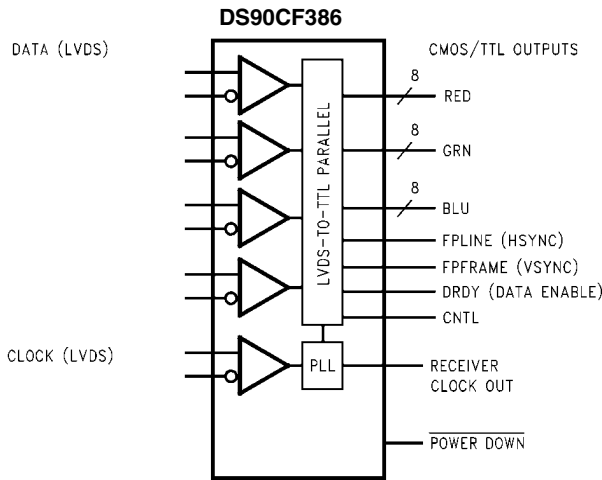 DS90CF386
DATA (LVDS)
CMOS/TTL OUTPUTS
8
RED
8
GRN
8
BLU
LVDS-TO-TTL PARALLEL
FPLINE (HSYNC)
FPFRAME (VSYNC)
DRDY (DATA ENABLE)
CNTL
CLOCK (LVDS)
PLL
RECEIVER
CLOCK OUT
POWER DOWN